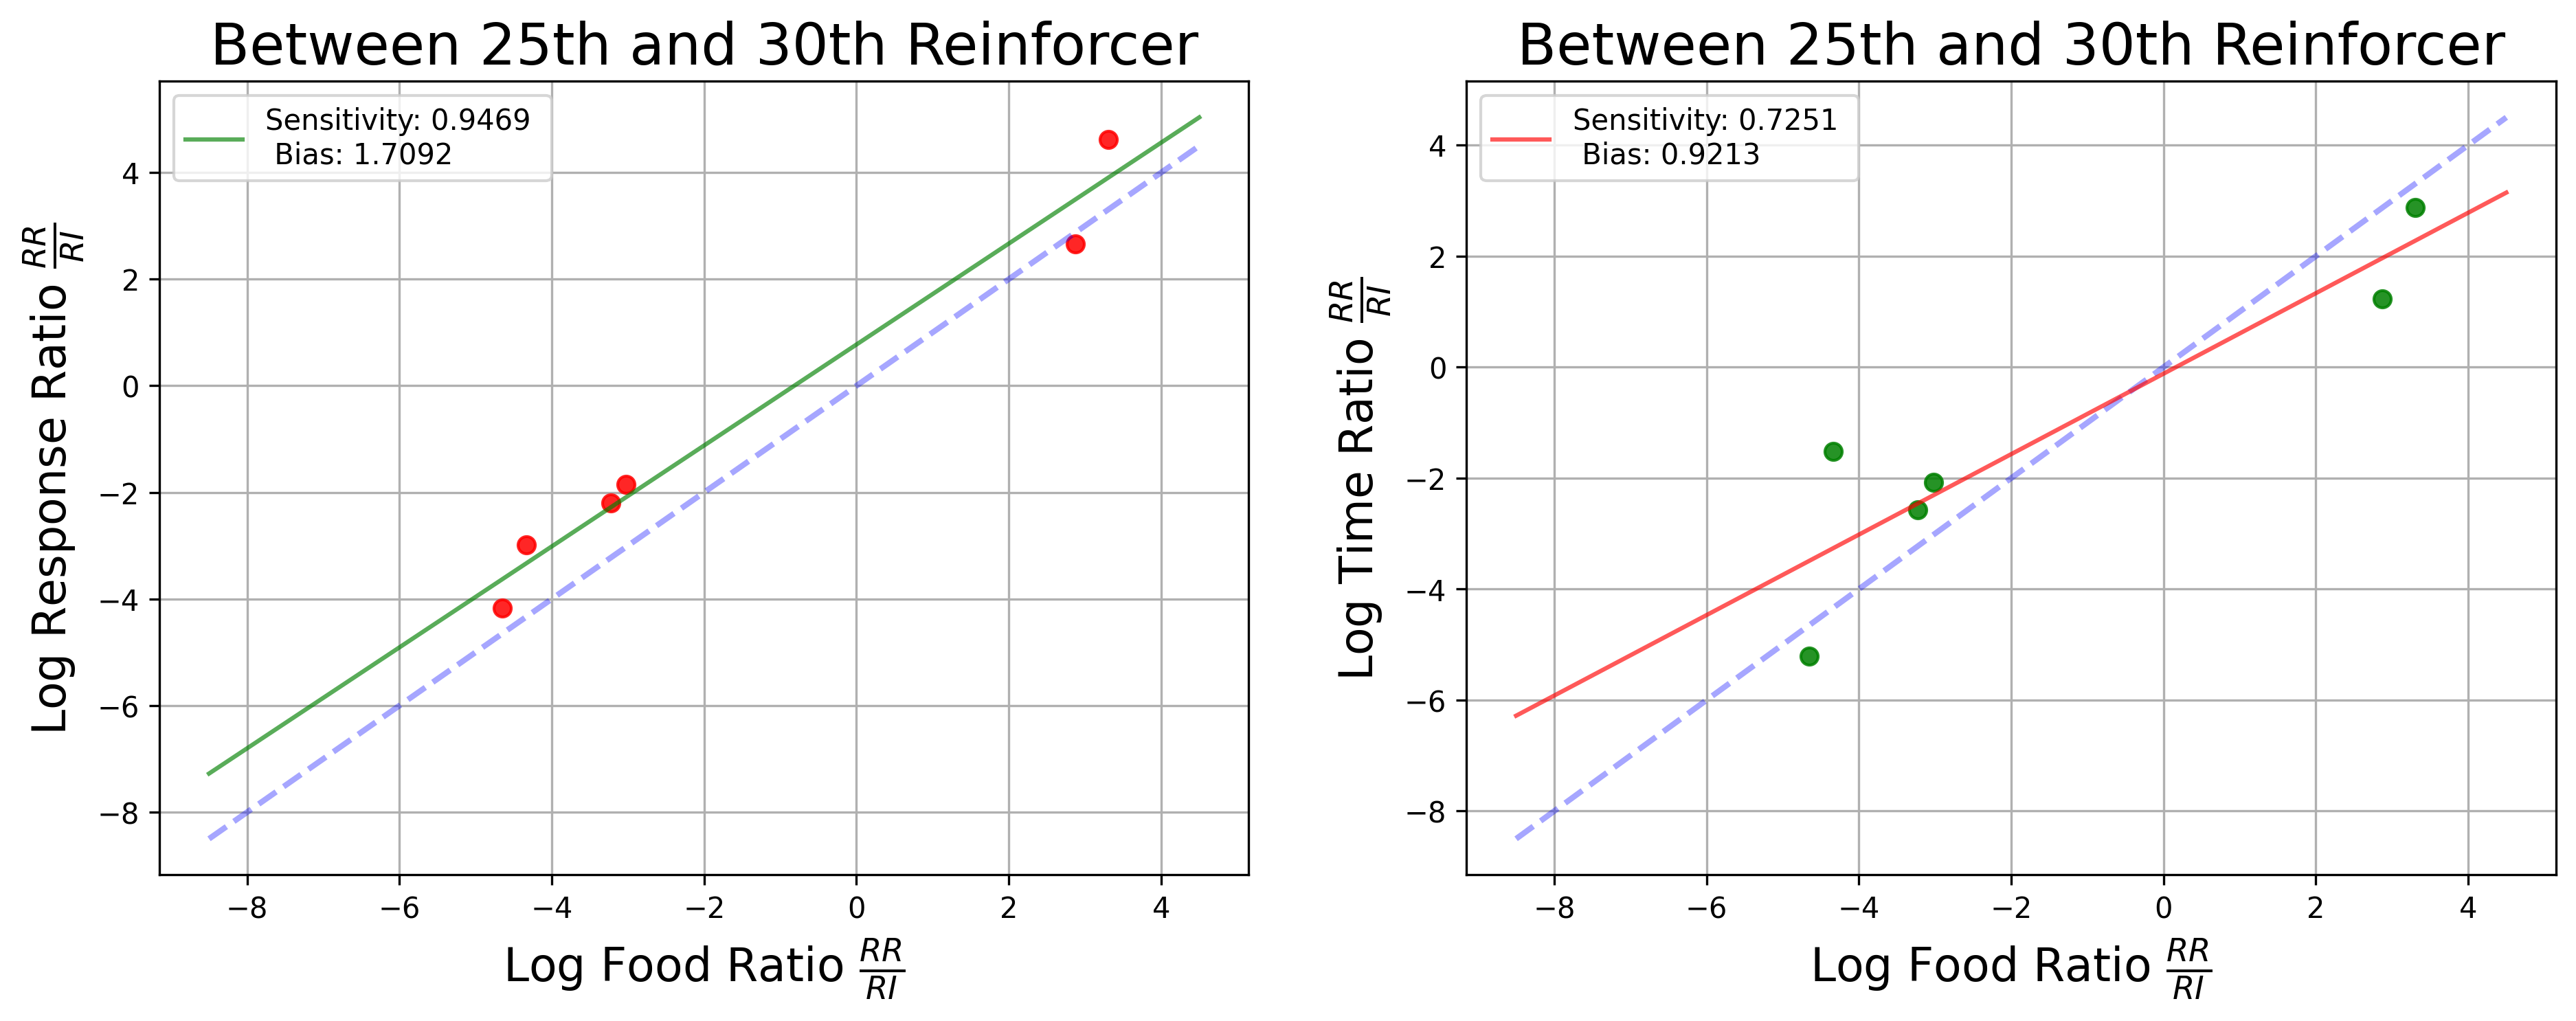 Between 25th and 30th Reinforcer
Sensitivity: 0.9469
Bias: 1.7092
4
2
0
−2
−4
−6
−8
Log Response Ratio RR/RI
−8 −6 −4 −2 0 2 4
Log Food Ratio RR/RI
Between 25th and 30th Reinforcer
Sensitivity: 0.7251
Bias: 0.9213
4
2
0
−2
−4
−6
−8
Log Time Ratio RR/RI
−8 −6 −4 −2 0 2 4
Log Food Ratio RR/RI